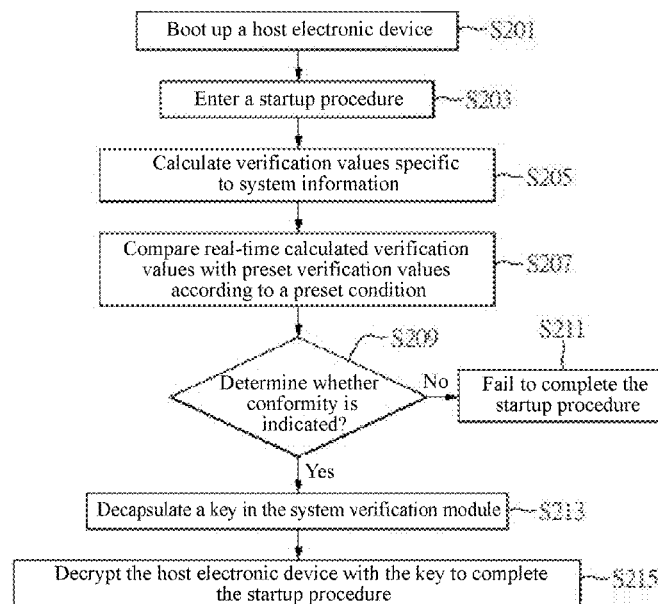 Boot up a host electronic device
S201
Enter a startup procedure
S203
Calculate verification values specific
to system information
S205
Compare real-time calculated verification
values with preset verification values
according to a preset condition
S207
S209
Determine whether
conformity is
indicated?
No
S211
Fail to complete the
startup procedure
Yes
Decapsulate a key in the system verification module
S213
Decrypt the host electronic device with the key to complete
the startup procedure
S215